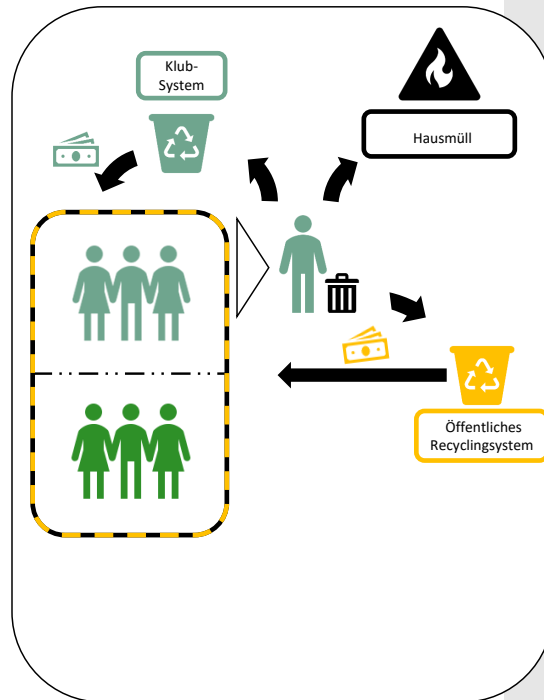 Klub-
System
Hausmüll
Öffentliches
Recyclingsystem